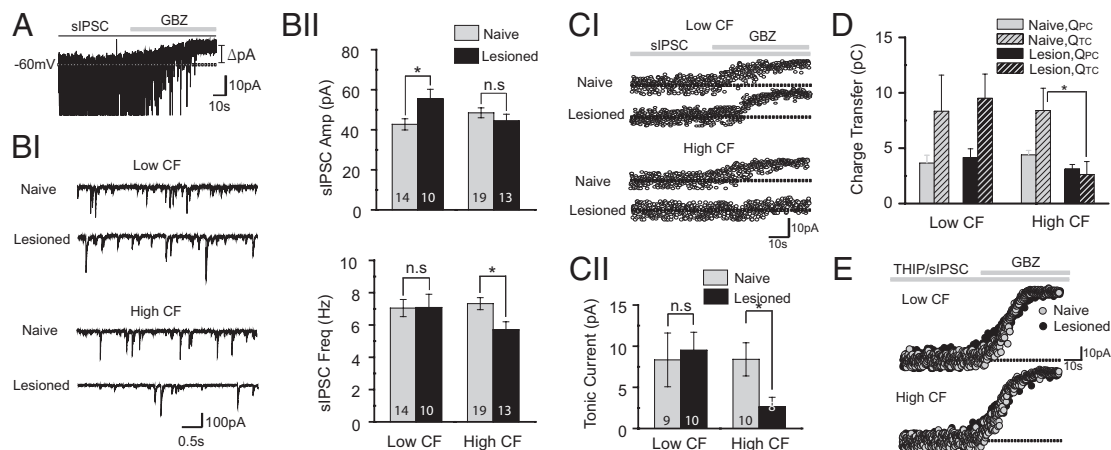 A
sIPSC
GBZ
-60mV
ΔpA
10pA
10s
BI
Low CF
Naive
Lesioned
High CF
Naive
Lesioned
100pA
0.5s
BII
Naive
Lesioned
sIPSC Amp (pA)
80
60
40
20
0
*
n.s
14
10
19
13
sIPSC Freq (Hz)
10
8
6
4
2
0
n.s
*
14
10
19
13
Low CF
High CF
CI
Low CF
sIPSC
GBZ
Naive
Lesioned
High CF
Naive
Lesioned
10pA
10s
CII
Naive
Lesioned
Tonic Current (pA)
15
10
5
0
n.s
*
9
10
10
8
Low CF
High CF
D
Naive,QPC
Naive,QTC
Lesion,QPC
Lesion,QTC
Charge Transfer (pC)
15
10
5
0
*
Low CF
High CF
E
THIP/sIPSC
GBZ
Low CF
Naive
Lesioned
10pA
10s
High CF